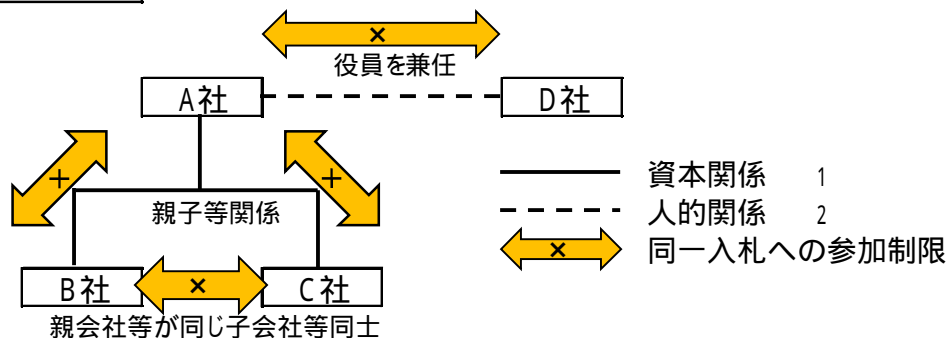 ×
役員を兼任
A社
D社
+
+
親子等関係
資本関係 1
人的関係 2
× 同一入札への参加制限
B社
×
C社
親会社等が同じ子会社等同士